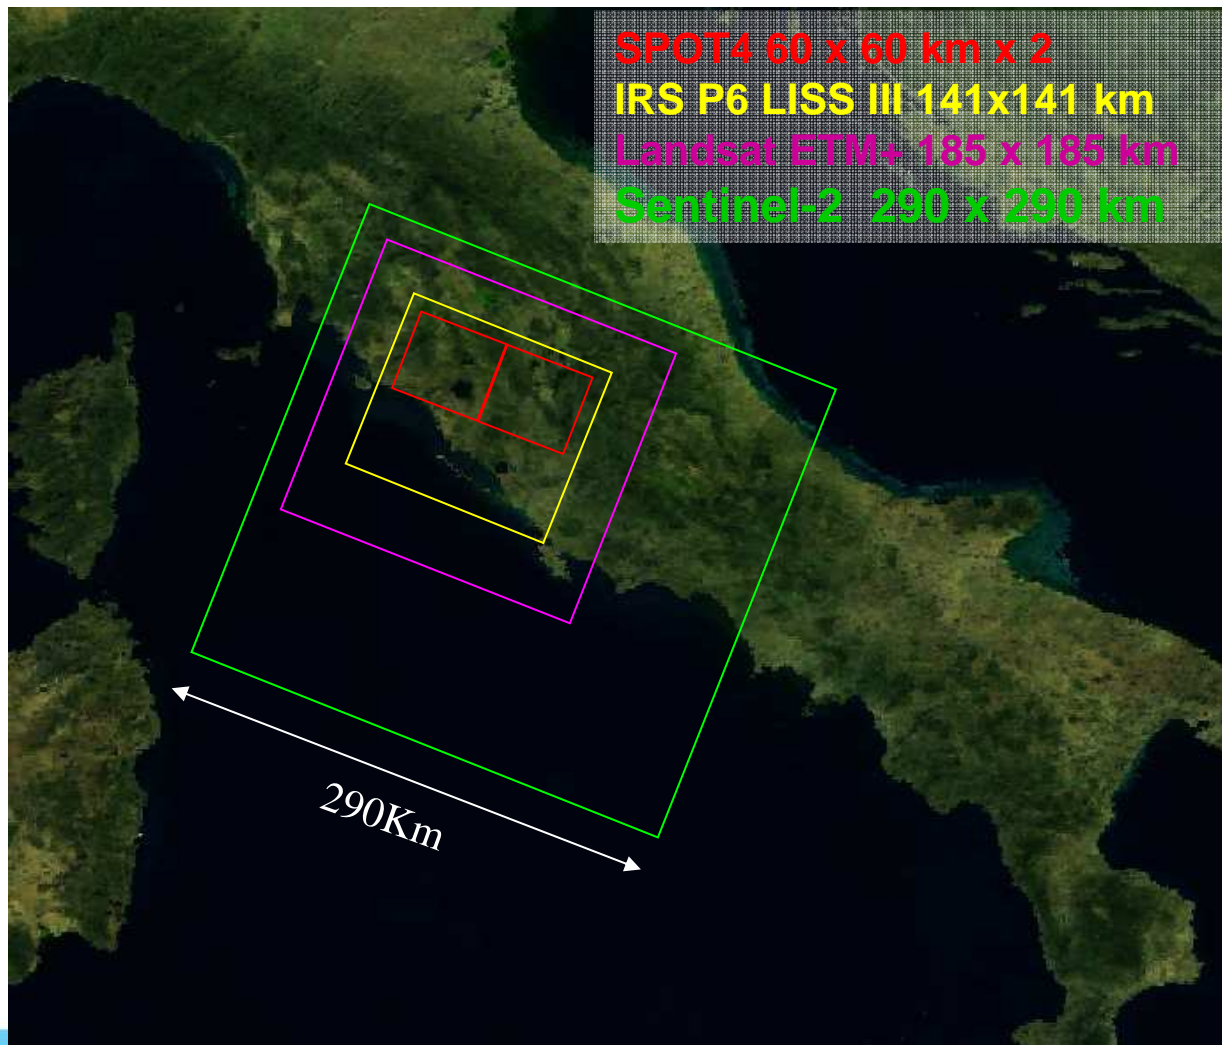 SPOT4 60 x 60 km x 2
IRS P6 LISS III 141x141 km
Landsat ETM+ 185 x 185 km
Sentinel-2 290 x 290 km
290Km